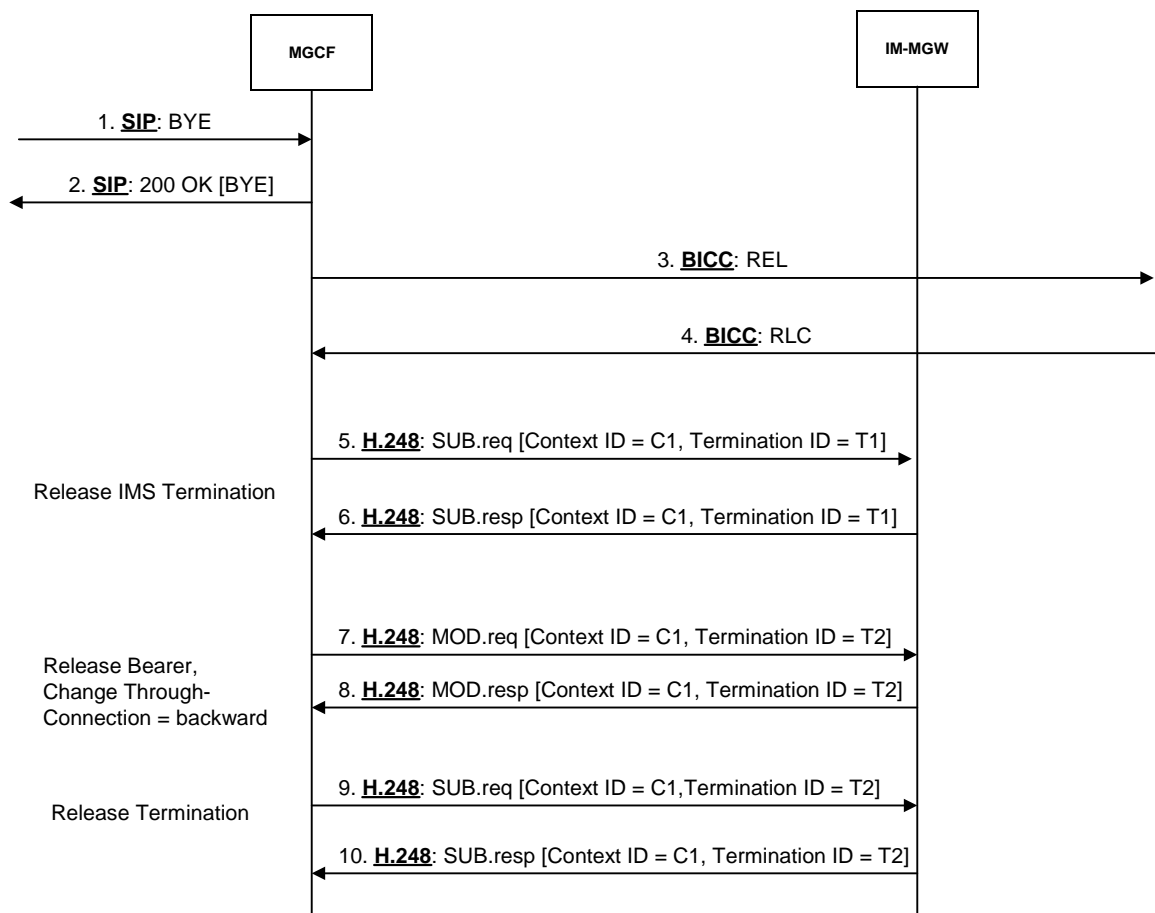 MGCF
IM-MGW
1. SIP: BYE
2. SIP: 200 OK [BYE]
3. BICC: REL
4. BICC: RLC
5. H.248: SUB.req [Context ID = C1, Termination ID = T1]
Release IMS Termination
6. H.248: SUB.resp [Context ID = C1, Termination ID = T1]
7. H.248: MOD.req [Context ID = C1, Termination ID = T2]
Release Bearer,
Change Through-
Connection = backward
8. H.248: MOD.resp [Context ID = C1, Termination ID = T2]
9. H.248: SUB.req [Context ID = C1,Termination ID = T2]
Release Termination
10. H.248: SUB.resp [Context ID = C1, Termination ID = T2]